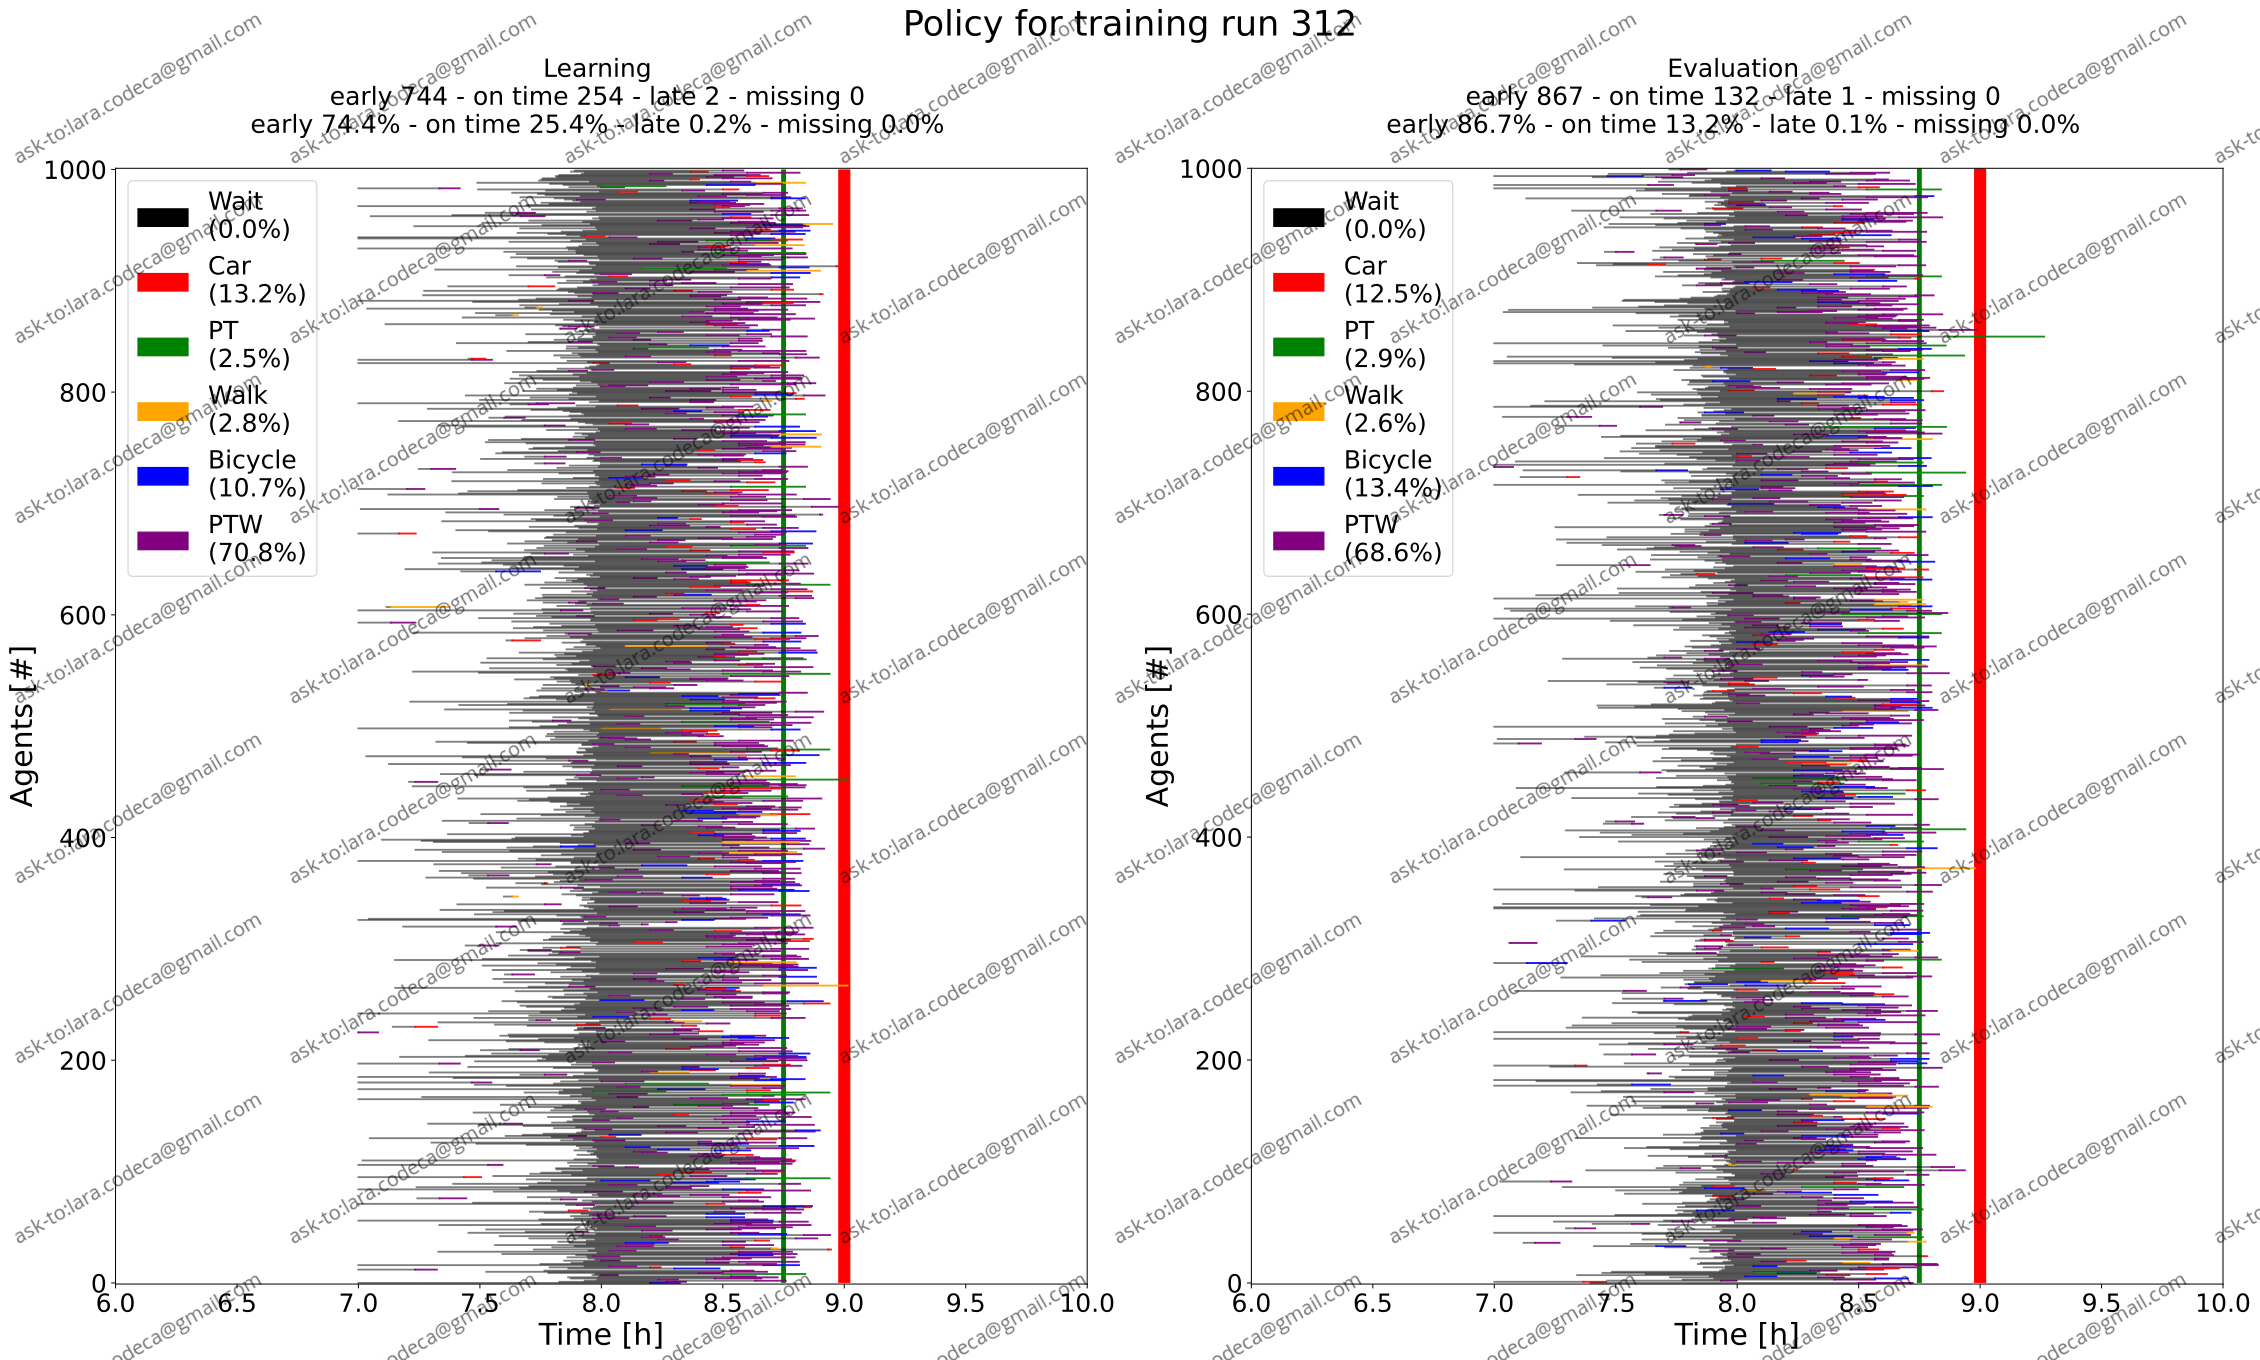 Policy for training run 312
Learning
early 744 - on time 254 - late 2 - missing 0
early 74.4% - on time 25.4% - late 0.2% - missing 0.0%
1000
800
600
400
200
0
Agents [#]
Wait
(0.0%)
Car
(13.2%)
PT
(2.5%)
Walk
(2.8%)
Bicycle
(10.7%)
PTW
(70.8%)
6.0 6.5 7.0 7.5 8.0 8.5 9.0 9.5 10.0
Time [h]
Evaluation
early 867 - on time 132 - late 1 - missing 0
early 86.7% - on time 13.2% - late 0.1% - missing 0.0%
1000
800
600
400
200
0
Agents [#]
Wait
(0.0%)
Car
(12.5%)
PT
(2.9%)
Walk
(2.6%)
Bicycle
(13.4%)
PTW
(68.6%)
6.0 6.5 7.0 7.5 8.0 8.5 9.0 9.5 10.0
Time [h]
ask-to:lara.codeca@gmail.com